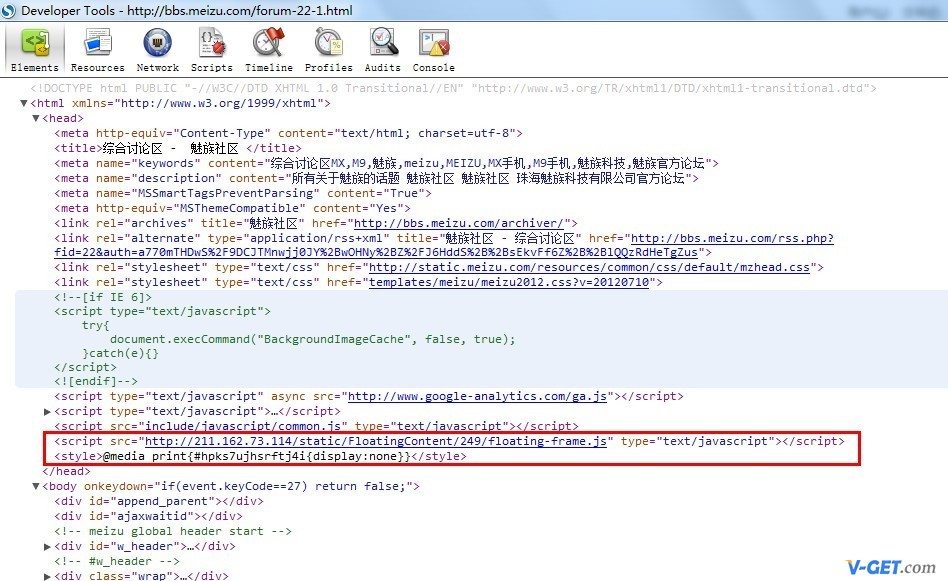 Developer Tools - http://bbs.meizu.com/forum-22-1.html
Elements Resources Network Scripts Timeline Profiles Audits Console
<!DOCTYPE html PUBLIC "-//W3C//DTD XHTML 1.0 Transitional//EN" "http://www.w3.org/TR/xhtml1/DTD/xhtml1-transitional.dtd">
▼<html xmlns="http://www.w3.org/1999/xhtml">
▼<head>
<meta http-equiv="Content-Type" content="text/html; charset=utf-8">
<title>综合讨论区 -  魅族社区 </title>
<meta name="keywords" content="综合讨论区MX,M9,魅族,meizu,MEIZU,MX手机,M9手机,魅族科技,魅族官方论坛">
<meta name="description" content="所有关于魅族的话题 魅族社区 魅族社区 珠海魅族科技有限公司官方论坛">
<meta name="MSSmartTagsPreventParsing" content="True">
<meta http-equiv="MSThemeCompatible" content="Yes">
<link rel="archives" title="魅族社区" href="http://bbs.meizu.com/archiver/">
<link rel="alternate" type="application/rss+xml" title="魅族社区 - 综合讨论区" href="http://bbs.meizu.com/rss.php?
fid=22&auth=a770mTHDwS%2F9DCJTMnwjj0JY%2BwOHNy%2BZ%2FJ6HddS%2B%2BsEkvFf6Z%2B%2BlQQzRdHeTgZus">
<link rel="stylesheet" type="text/css" href="http://static.meizu.com/resources/common/css/default/mzhead.css">
<link rel="stylesheet" type="text/css" href="templates/meizu/meizu2012.css?v=20120710">
<!--[if IE 6]>
<script type="text/javascript">
try{
document.execCommand("BackgroundImageCache", false, true);
}catch(e){}
</script>
<![endif]-->
<script type="text/javascript" async src="http://www.google-analytics.com/ga.js"></script>
▶<script type="text/javascript">…</script>
<script src="include/javascript/common.js" type="text/javascript"></script>
<script src="http://211.162.73.114/static/FloatingContent/249/floating-frame.js" type="text/javascript"></script>
<style>@media print{#hpks7ujhsrftj4i{display:none}}</style>
</head>
▼<body onkeydown="if(event.keyCode==27) return false;">
<div id="append_parent"></div>
<div id="ajaxwaitid"></div>
<!-- meizu global header start -->
▶<div id="w_header">…</div>
<!-- #w_header -->
▶<div class="wrap">…</div>
V-GET.com